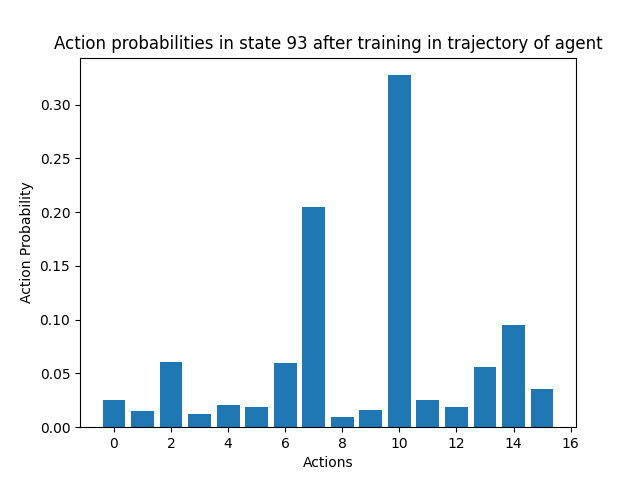 Action probabilities in state 93 after training in trajectory of agent
0.30
0.25
0.20
0.15
0.10
0.05
0.00
Action Probability
0 2 4 6 8 10 12 14 16
Actions